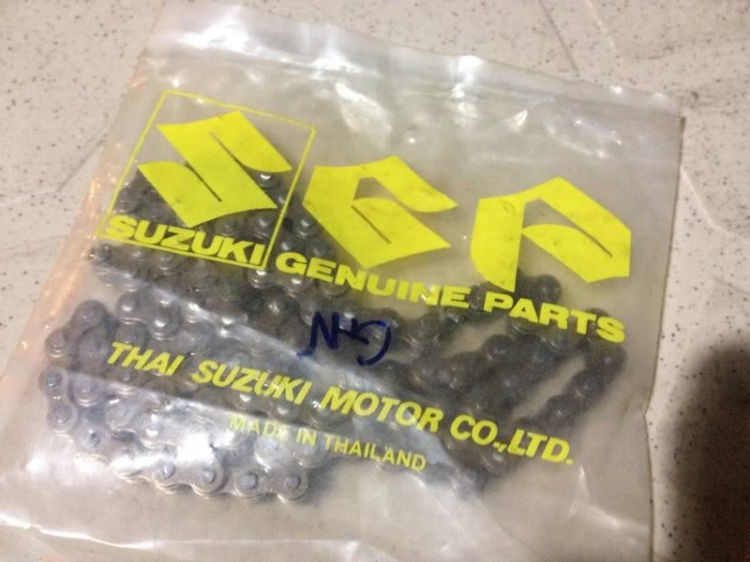 SGP
SUZUKI GENUINE PARTS
THAI SUZUKI MOTOR CO.,LTD.
MADE IN THAILAND